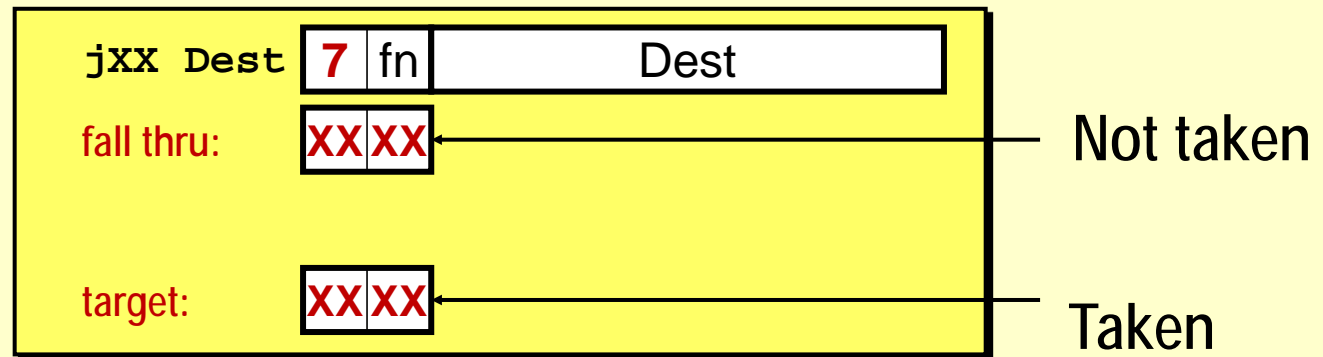 jXX Dest 7 fn Dest
fall thru: XX XX Not taken
target: XX XX Taken